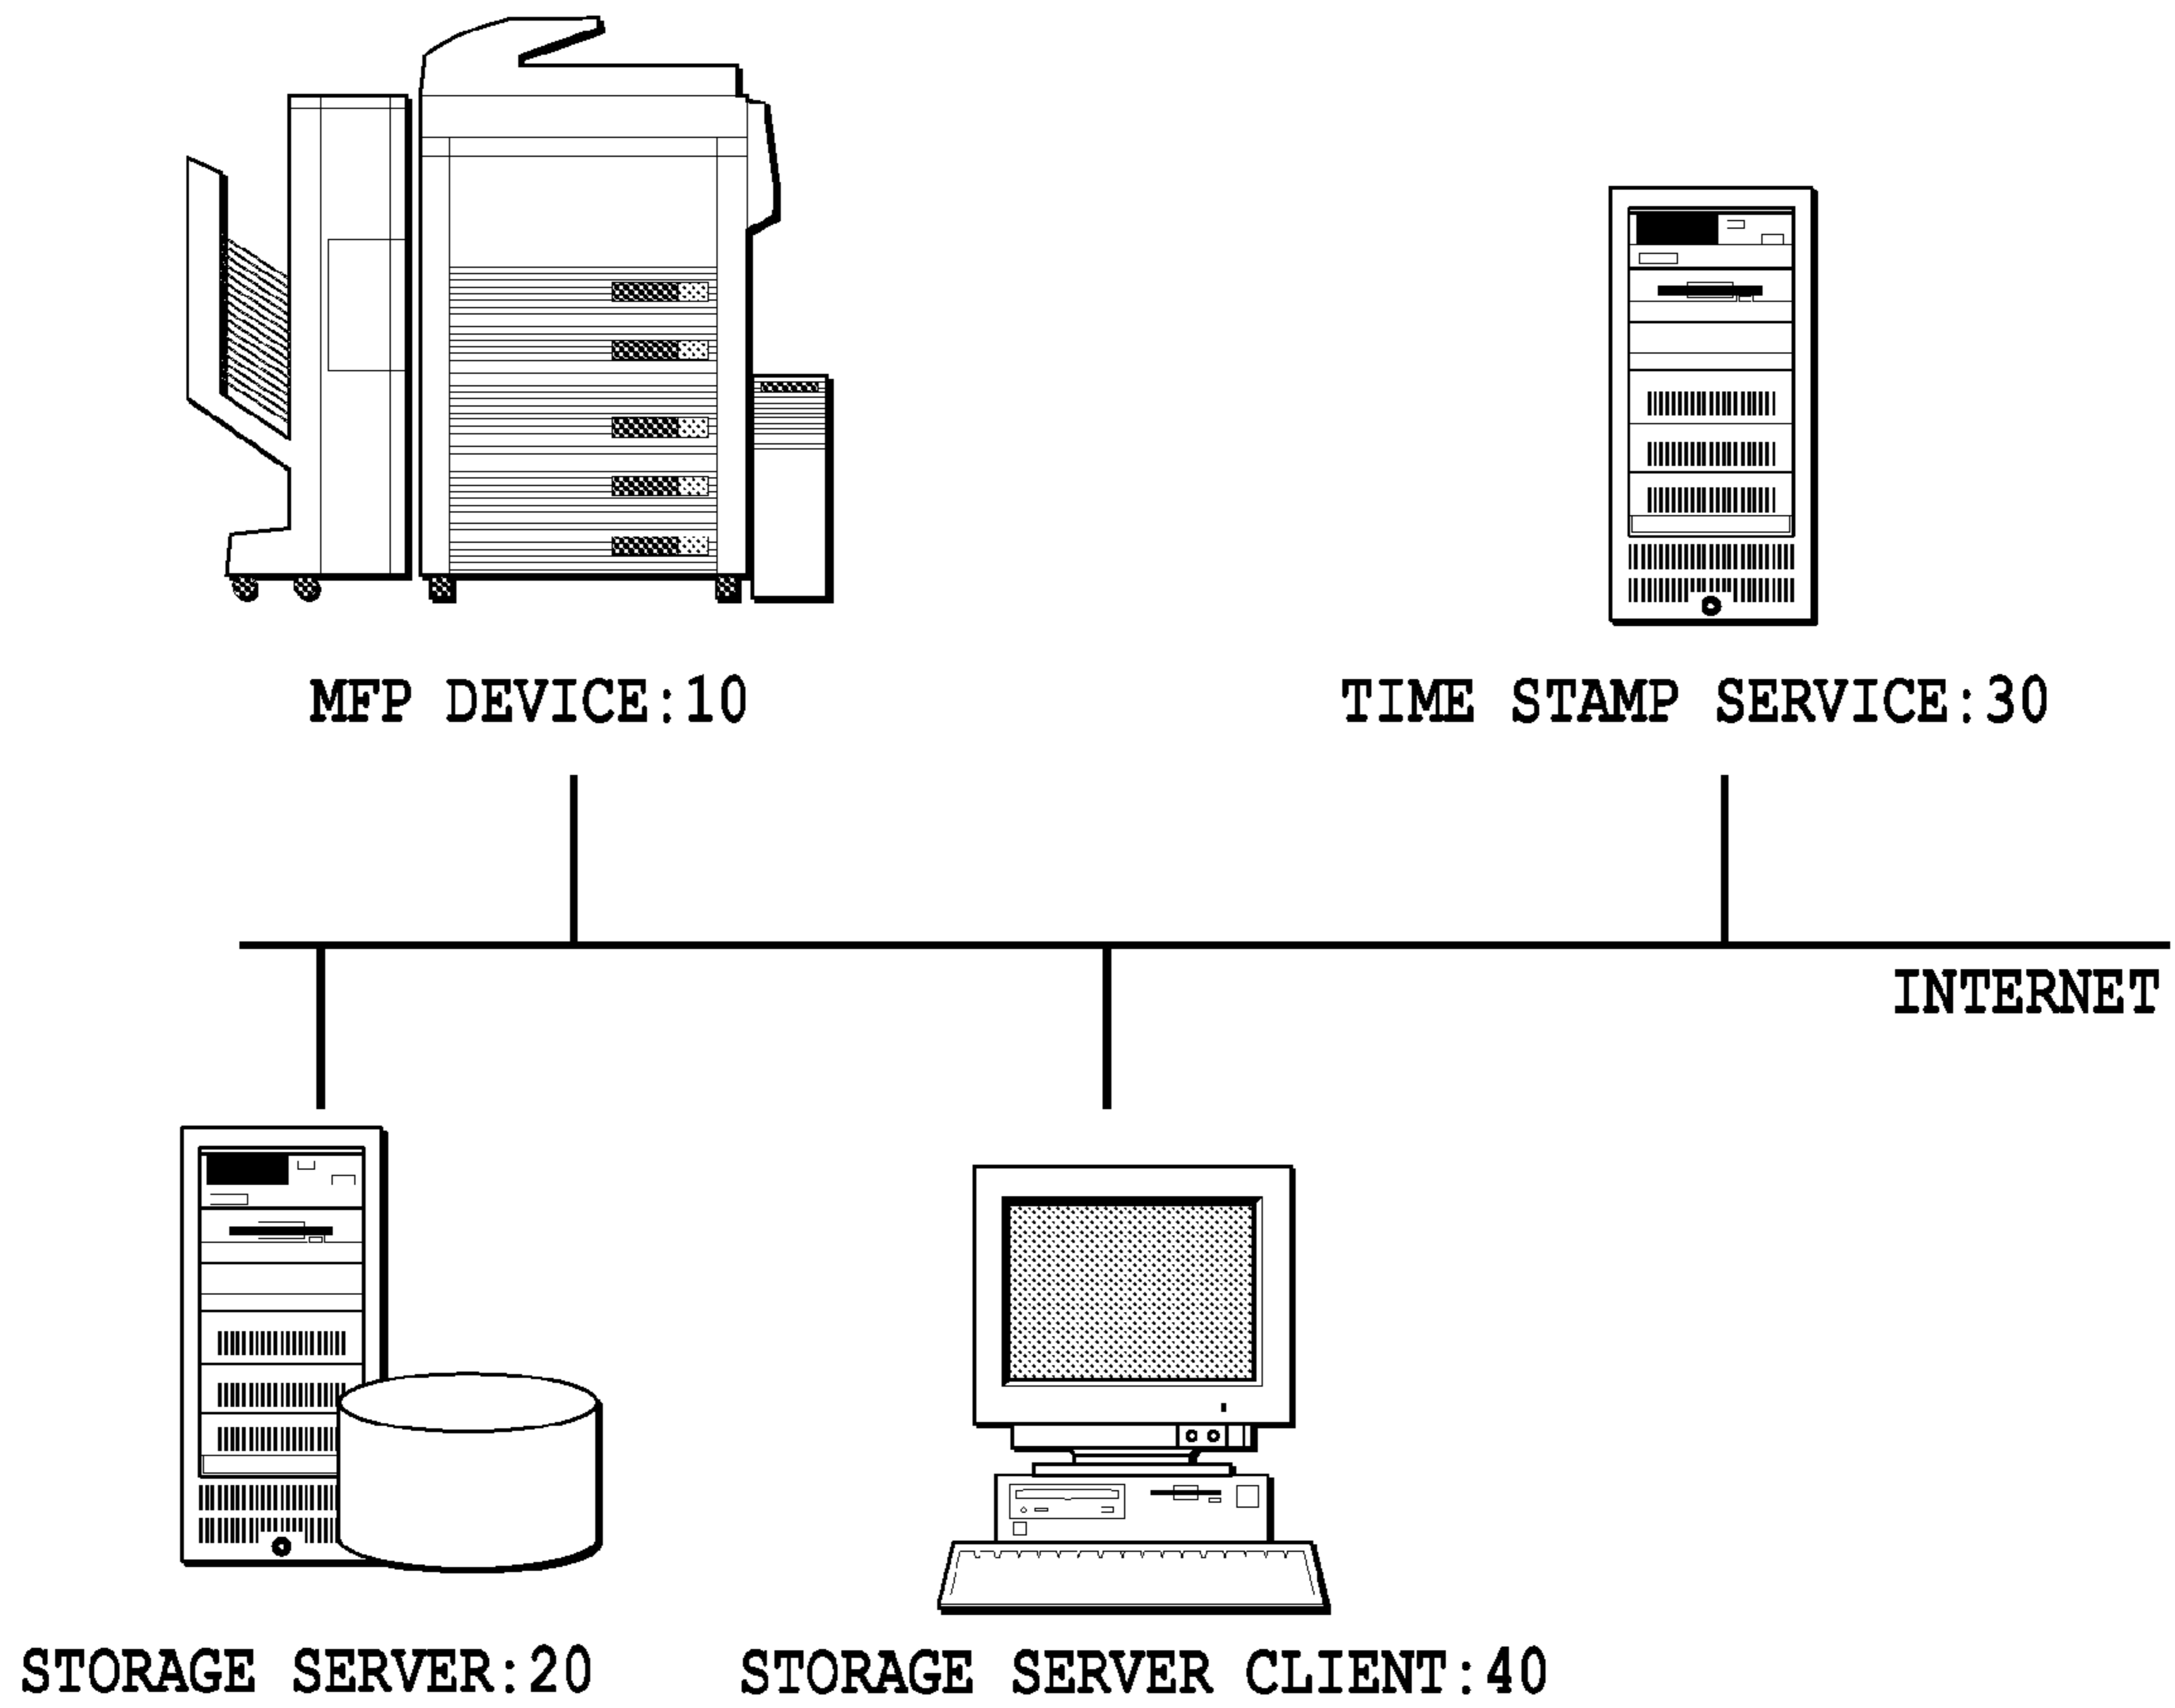 MFP DEVICE:10
TIME STAMP SERVICE:30
INTERNET
STORAGE SERVER:20
STORAGE SERVER CLIENT:40